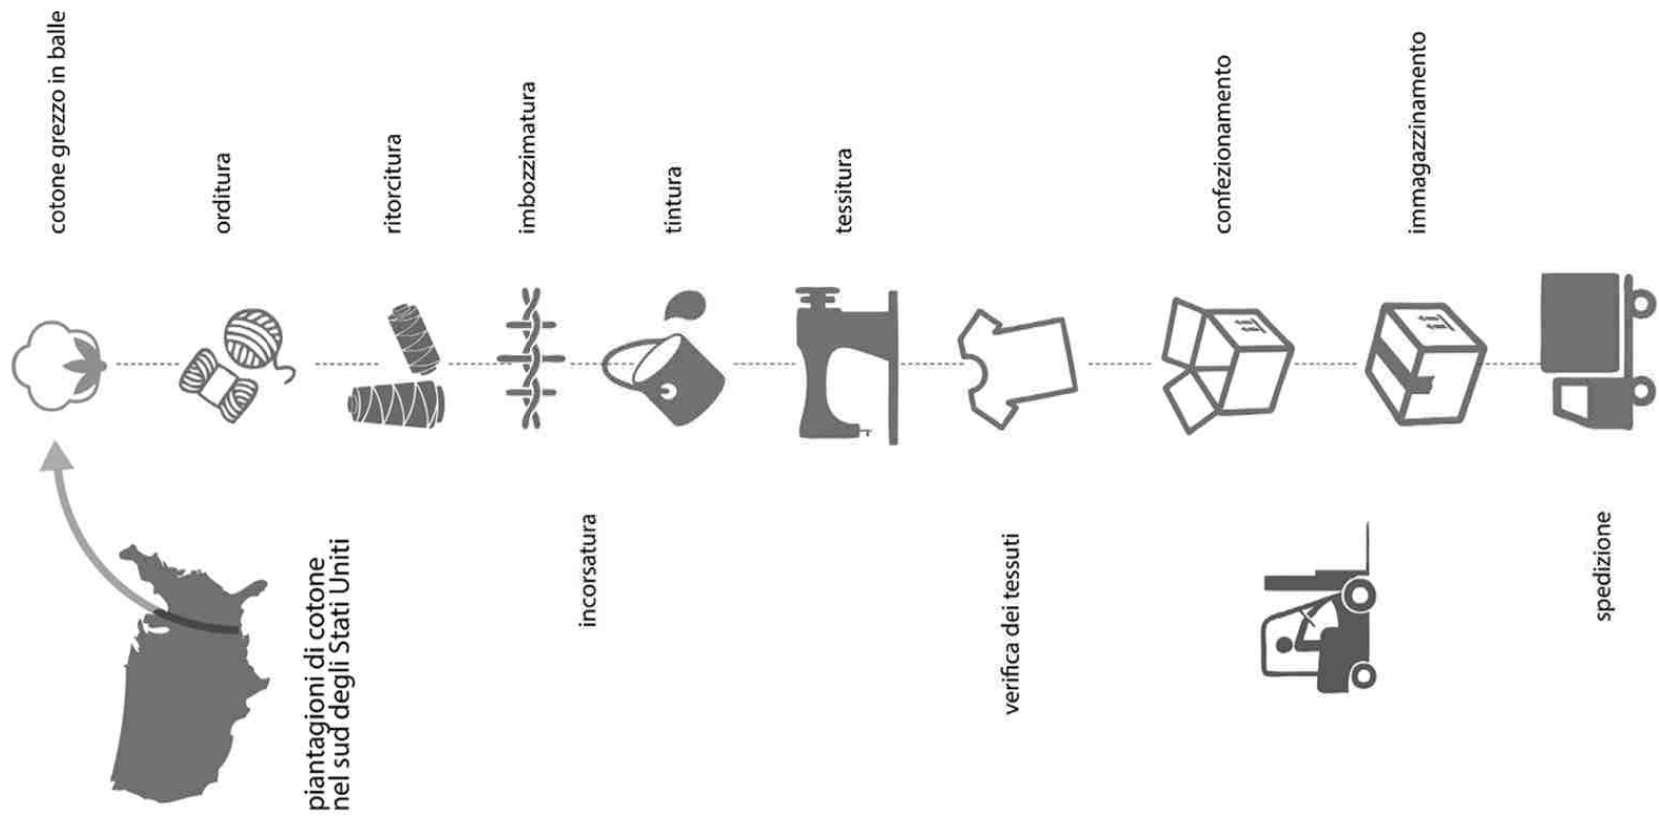 cotone grezzo in balle
orditura
ritorcitura
imbozzimatura
tintura
tessitura
confezionamento
immagazzinamento
piantagioni di cotone
nel sud degli Stati Uniti
incorsatura
verifica dei tessuti
spedizione